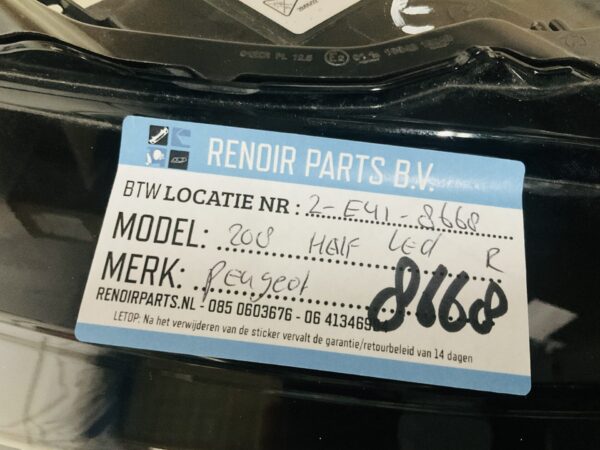 E
RENOIR PARTS B.V.
BTW LOCATIE NR: 2-E41-8668
MODEL: 208 HALF Led R
MERK: Peugeot
8668
RENOIRPARTS.NL - 085 0603676 - 06 41346
LETOP: Na het verwijderen van de sticker vervalt de garantie/retourbeleid van 14 dagen